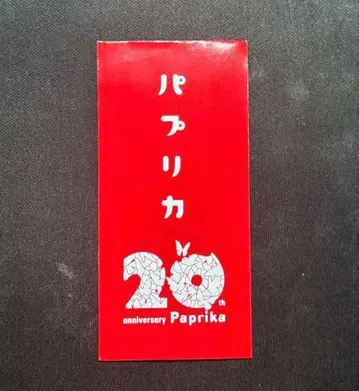 パプリカ
20th
anniversary Paprika